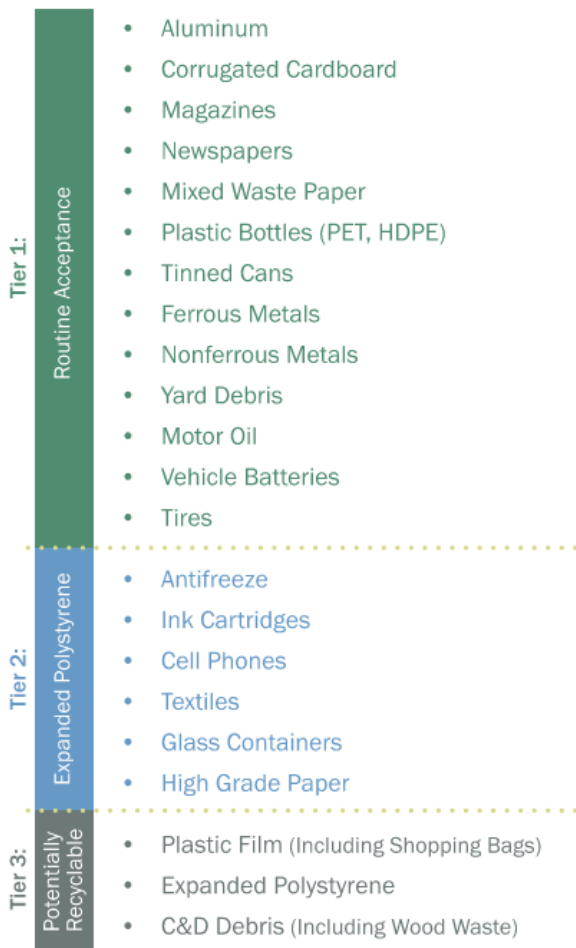 Tier 1:
Routine Acceptance
• Aluminum
• Corrugated Cardboard
• Magazines
• Newspapers
• Mixed Waste Paper
• Plastic Bottles (PET, HDPE)
• Tinned Cans
• Ferrous Metals
• Nonferrous Metals
• Yard Debris
• Motor Oil
• Vehicle Batteries
• Tires
Tier 2:
Expanded Polystyrene
• Antifreeze
• Ink Cartridges
• Cell Phones
• Textiles
• Glass Containers
• High Grade Paper
Tier 3:
Potentially
Recyclable
• Plastic Film (Including Shopping Bags)
• Expanded Polystyrene
• C&D Debris (Including Wood Waste)